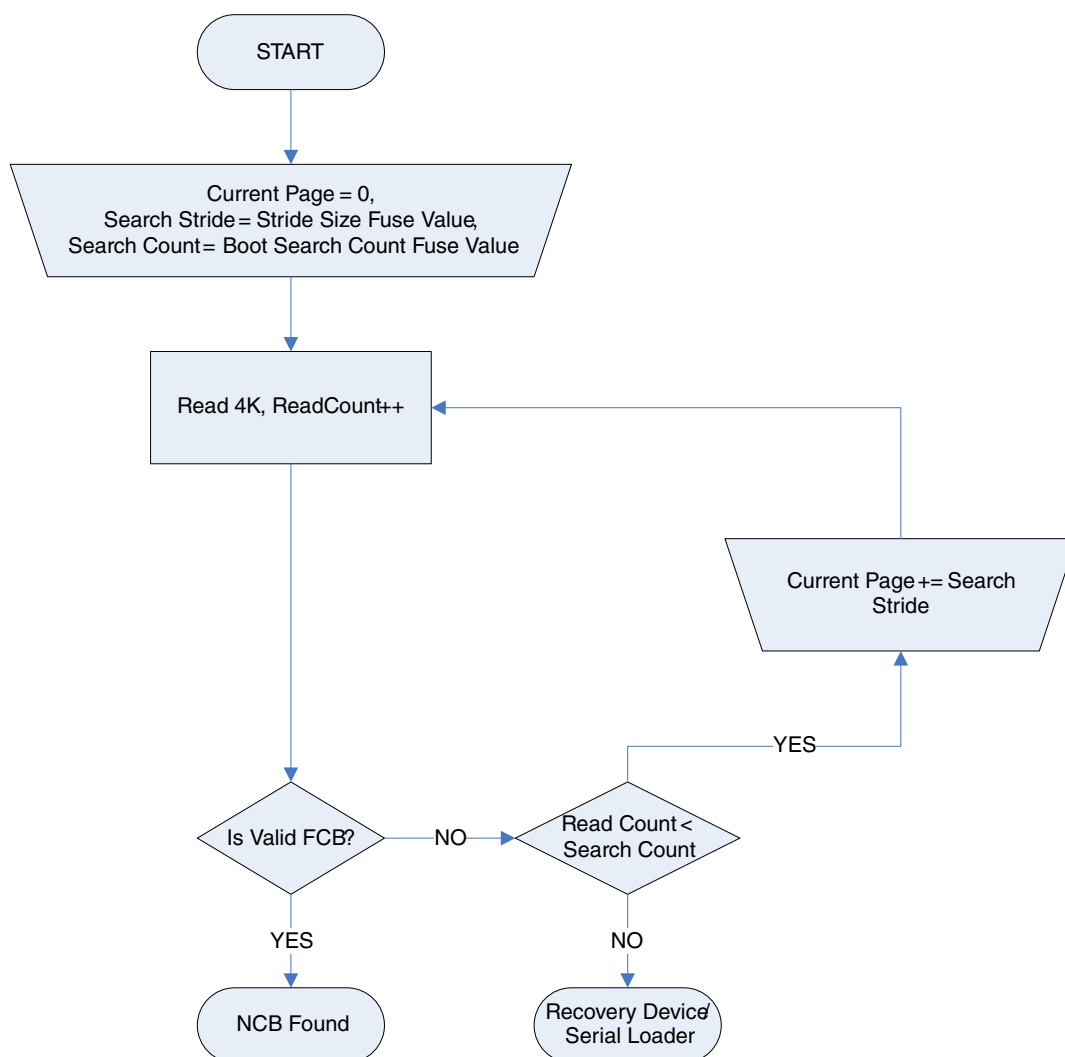 START
Current Page = 0,
Search Stride = Stride Size Fuse Value,
Search Count = Boot Search Count Fuse Value
Read 4K, ReadCount++
Current Page += Search
Stride
YES
Is Valid FCB?
NO
Read Count <
Search Count
YES
NO
NCB Found
Recovery Device/
Serial Loader